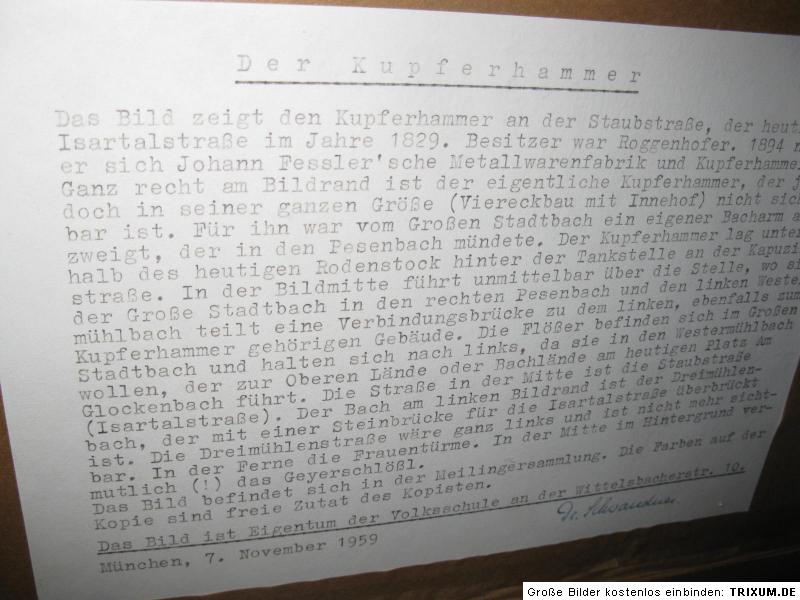 Der Kupferhammer
Das Bild zeigt den Kupferhammer an der Staubstraße, der heut
Isartalstraße im Jahre 1829. Besitzer war Roggenhofer. 1894 n
er sich Johann Fessler'sche Metallwarenfabrik und Kupferhamme
Ganz recht am Bildrand ist der eigentliche Kupferhammer, der j
doch in seiner ganzen Größe (Viereckbau mit Innehof) nicht sich
bar ist. Für ihn war vom Großen Stadtbach ein eigener Bacharm a
zweigt, der in den Pesenbach mündete. Der Kupferhammer lag unter
halb des heutigen Rodenstock hinter der Tankstelle an der Kapuzi
straße. In der Bildmitte führt unmittelbar über die Stelle, wo si
der Große Stadtbach in den rechten Pesenbach und den linken Weste
mühlbach teilt eine Verbindungsbrücke zu dem linken, ebenfalls zum
Kupferhammer gehörigen Gebäude. Die Flößer befinden sich im Großen
Stadtbach und halten sich nach links, da sie in den Westermühlbach
wollen, der zur Oberen Lände oder Bachlände am heutigen Platz Am
Glockenbach führt. Die Straße in der Mitte ist die Staubstraße
(Isartalstraße). Der Bach am linken Bildrand ist der Dreimühlen-
bach, der mit einer Steinbrücke für die Isartalstraße überbrückt
ist. Die Dreimühlenstraße wäre ganz links und ist nicht mehr sicht-
bar. In der Ferne die Frauentürme. In der Mitte im Hintergrund ver-
mutlich (!) das Geyerschlößl.
Das Bild befindet sich in der Meilingersammlung. Die Farben auf der
Kopie sind freie Zutat des Kopisten.
Das Bild ist Eigentum der Volksschule an der Wittelsbacherstr. 10.
München, 7. November 1959
Große Bilder kostenlos einbinden: TRIXUM.DE